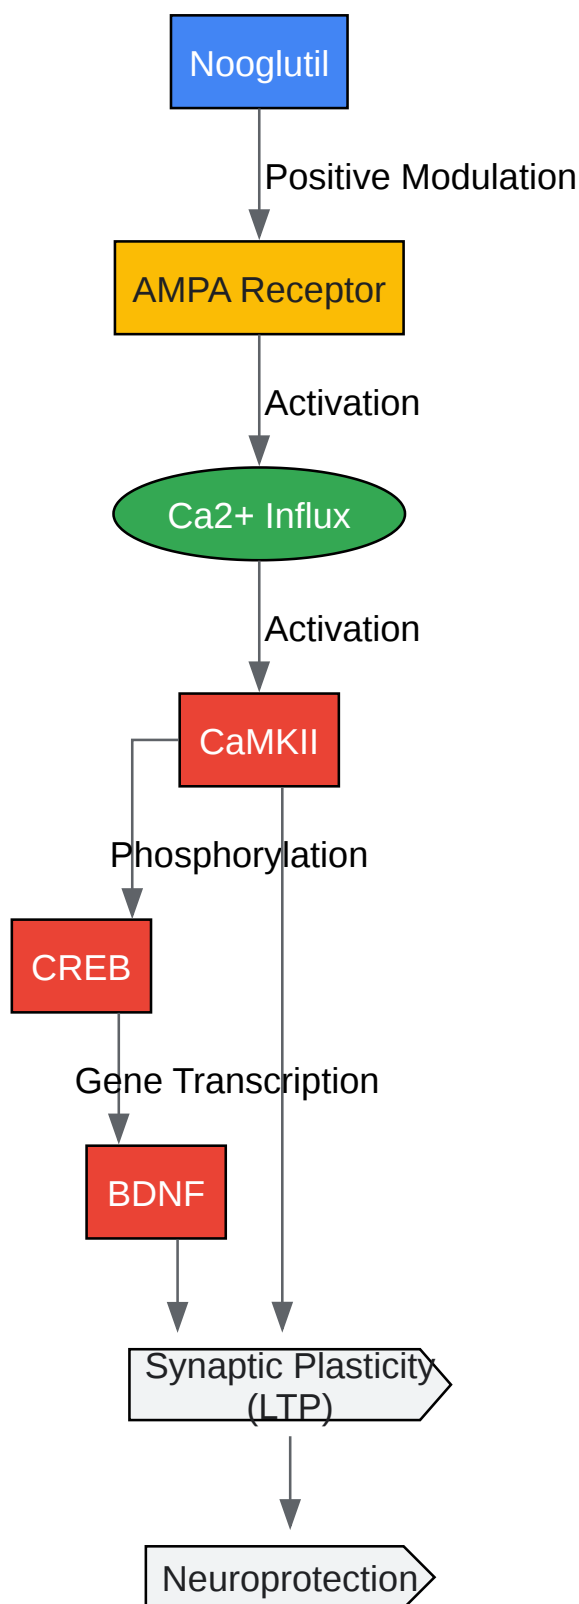 Nooglutil
Positive Modulation
AMPA Receptor
Activation
Ca2+ Influx
Activation
CaMKII
Phosphorylation
CREB
Gene Transcription
BDNF
Synaptic Plasticity
(LTP)
Neuroprotection